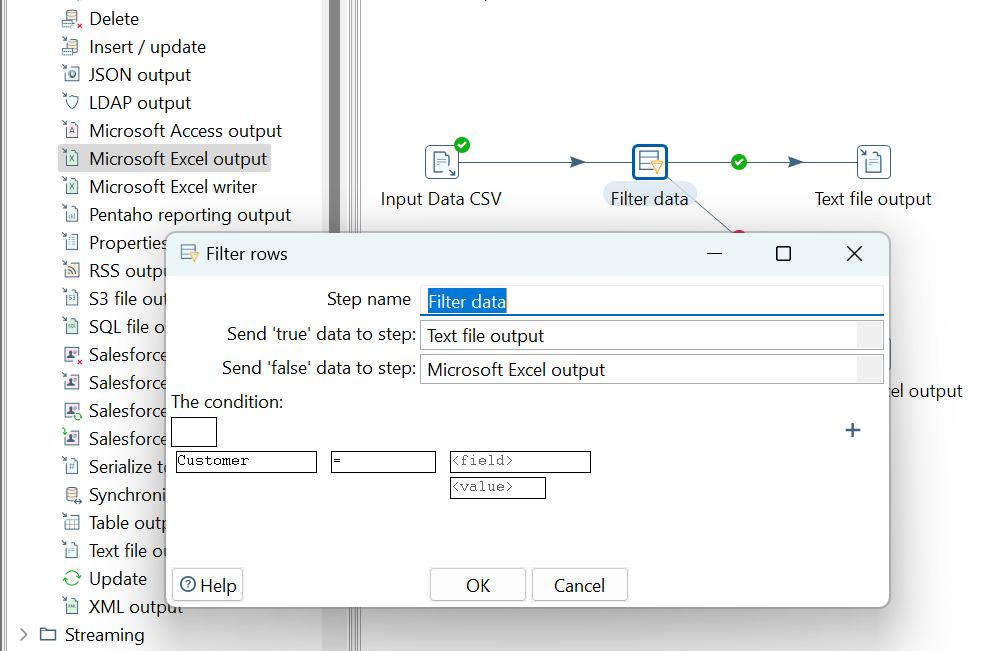 Delete
Insert / update
JSON output
LDAP output
Microsoft Access output
Microsoft Excel output
Microsoft Excel writer
Pentaho reporting output
Properties
RSS outpu
S3 file out
SQL file o
Salesforce
Salesforce
Salesforce
Salesforce
Serialize to
Synchroni
Table outp
Text file ou
Update
XML output
Streaming
Input Data CSV
Filter data
Text file output
el output
Filter rows
Step name
Filter data
Send 'true' data to step:
Text file output
Send 'false' data to step:
Microsoft Excel output
The condition:
+
Customer
=
<field>
<value>
Help
OK
Cancel